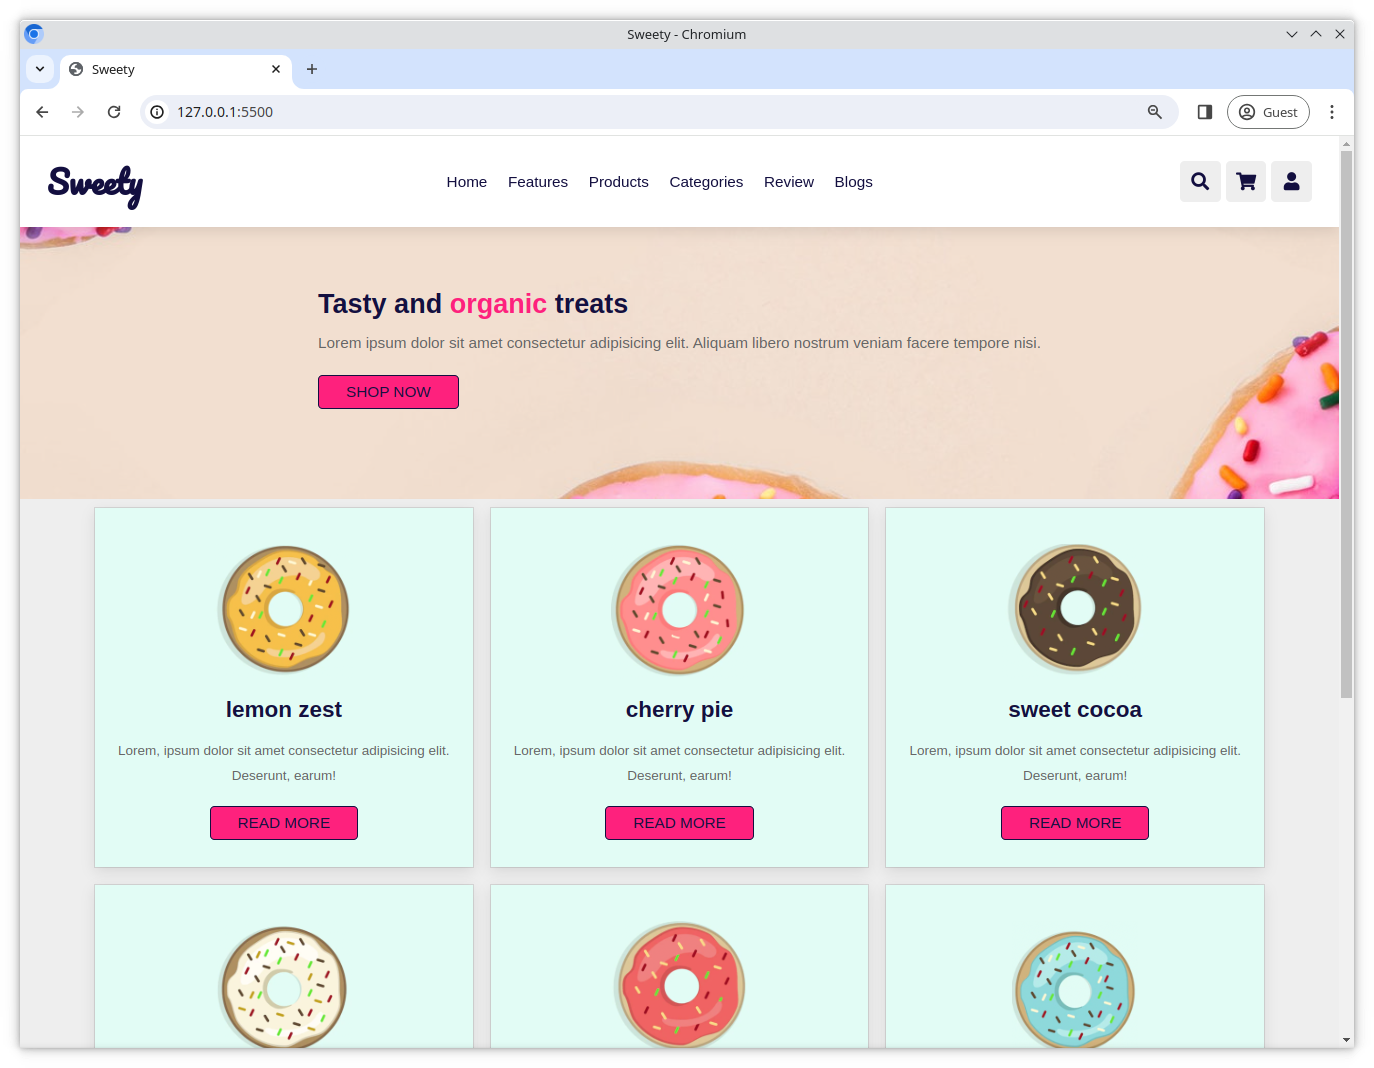 Sweety - Chromium
Sweety
127.0.0.1:5500
Guest
Sweety
Home Features Products Categories Review Blogs
Tasty and organic treats
Lorem ipsum dolor sit amet consectetur adipisicing elit. Aliquam libero nostrum veniam facere tempore nisi.
SHOP NOW
lemon zest
Lorem, ipsum dolor sit amet consectetur adipisicing elit.
Deserunt, earum!
READ MORE
cherry pie
Lorem, ipsum dolor sit amet consectetur adipisicing elit.
Deserunt, earum!
READ MORE
sweet cocoa
Lorem, ipsum dolor sit amet consectetur adipisicing elit.
Deserunt, earum!
READ MORE